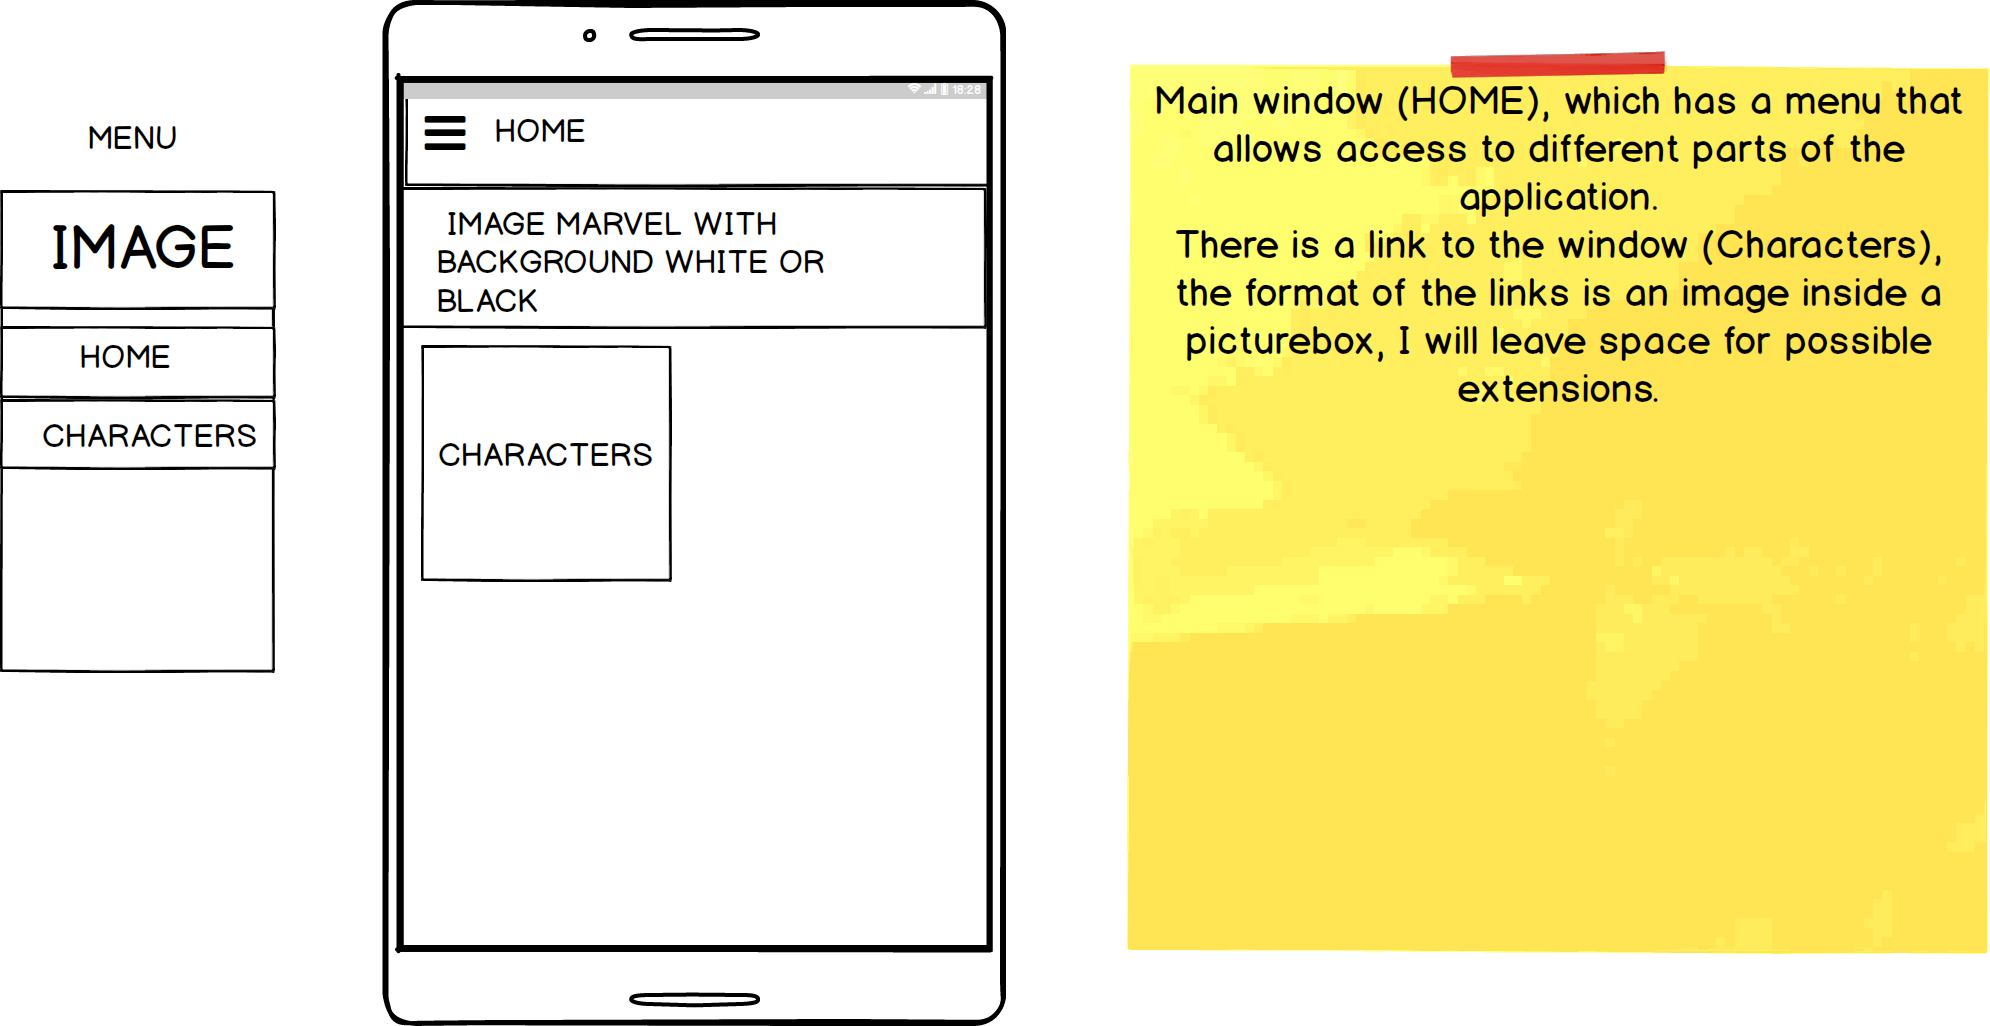 MENU
IMAGE
HOME
CHARACTERS
18:28
HOME
IMAGE MARVEL WITH
BACKGROUND WHITE OR
BLACK
CHARACTERS
Main window (HOME), which has a menu that
allows access to different parts of the
application.
There is a link to the window (Characters),
the format of the links is an image inside a
picturebox, I will leave space for possible
extensions.